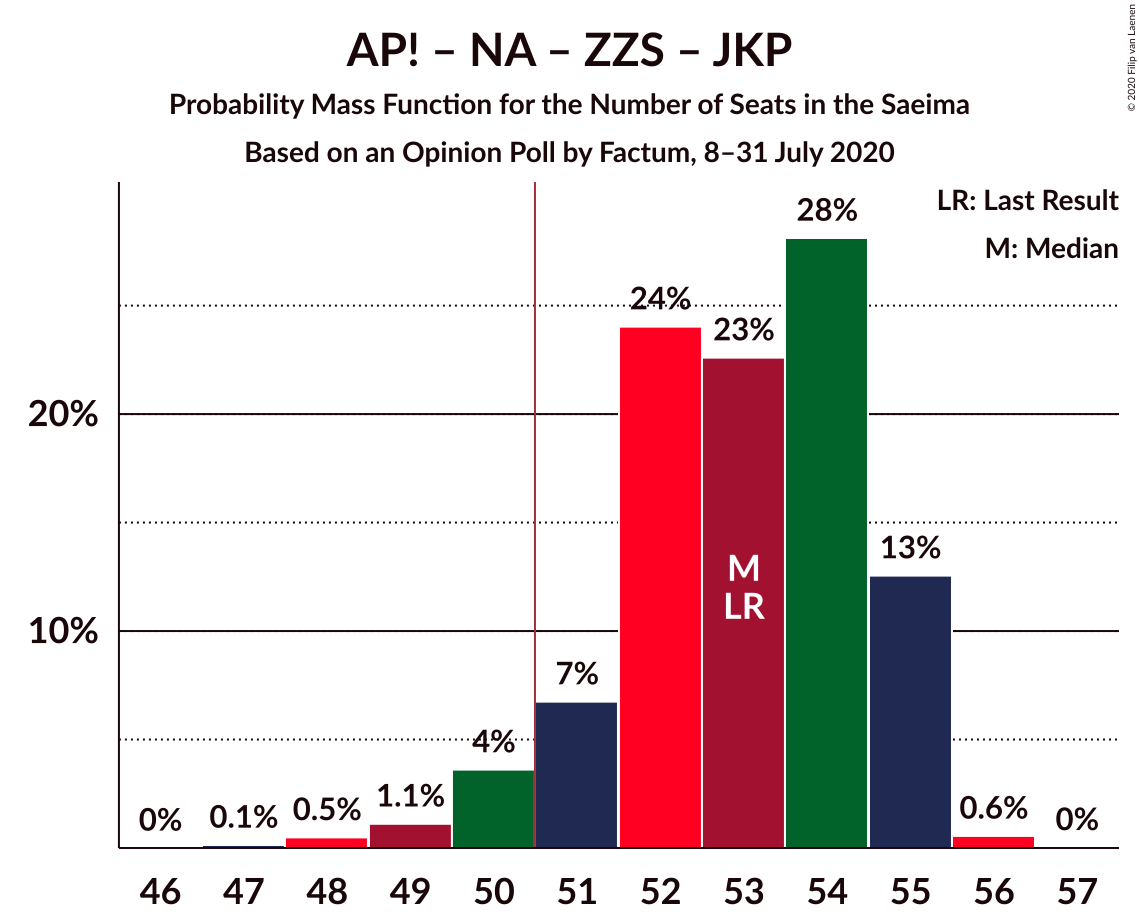 AP! – NA – ZZS – JKP
Probability Mass Function for the Number of Seats in the Saeima
Based on an Opinion Poll by Factum, 8–31 July 2020
© 2020 Filip van Laenen
LR: Last Result
M: Median
28%
24%
23%
20%
13%
M
LR
10%
7%
4%
1.1%
0.5%
0.1%
0%
0.6%
0%
46 47 48 49 50 51 52 53 54 55 56 57